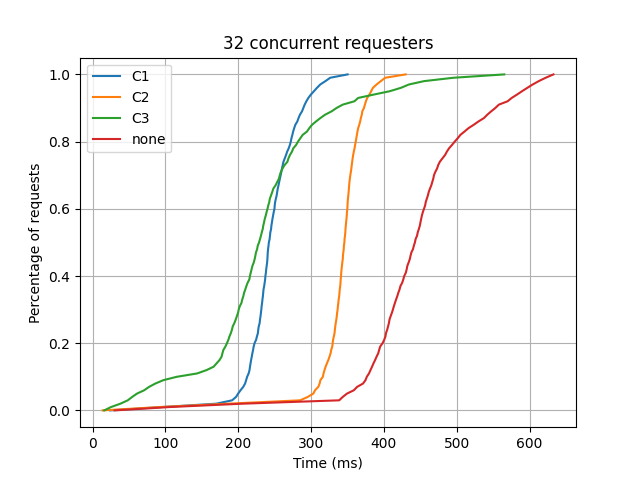 32 concurrent requesters
C1
C2
C3
none
Percentage of requests
1.0
0.8
0.6
0.4
0.2
0.0
0 100 200 300 400 500 600
Time (ms)